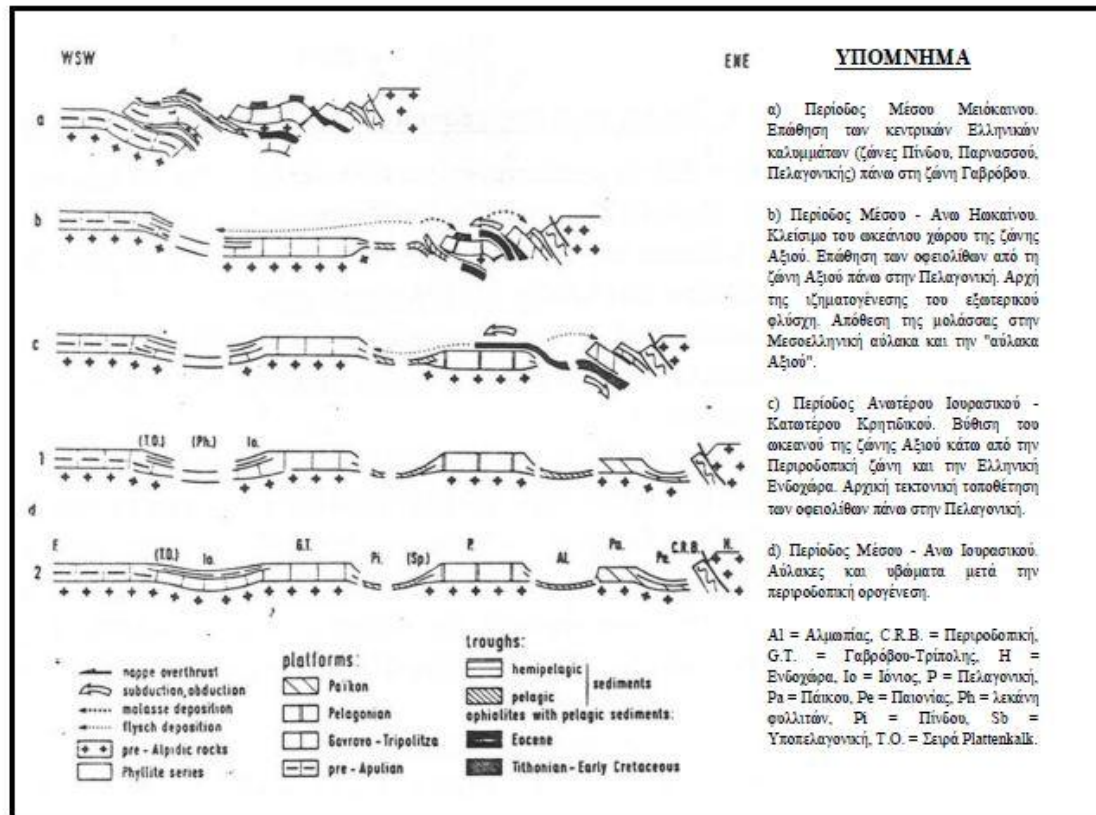 WSW
ENE
a
b
c
(T.O.) (Ph.) Io.
1
d
(T.O.) Io. G.T. Pi. (Sp.) P. Al. Pa. Pe. C.R.B. H.
2
?
nappe overthrust
subduction, abduction
molasse deposition
flysch deposition
pre - Alpidic rocks
Phyllite series
platforms:
Païkon
Pelagonian
Gavrovo - Tripolitza
pre - Apulian
troughs:
hemipelagic
pelagic
sediments
ophiolites with pelagic sediments:
Eocene
Tithonian - Early Cretaceous
ΥΠΟΜΝΗΜΑ
α) Περίοδος Μέσου Μειόκαινου.
Επώθηση των κεντρικών Ελληνικών
καλυμμάτων (ζώνες Πίνδου, Παρνασσού,
Πελαγονικής) πάνω στη ζώνη Γαβρόβου.
b) Περίοδος Μέσου - Ανω Ηωκαίνου.
Κλείσιμο του ωκεάνιου χώρου της ζώνης
Αξιού. Επώθηση των οφειολίθων από τη
ζώνη Αξιού πάνω στην Πελαγονική. Αρχή
της ιζηματογένεσης του εξωτερικού
φλύσχη. Απόθεση της μολάσσας στην
Μεσοελληνική αύλακα και την "αύλακα
Αξιού".
c) Περίοδος Ανωτέρου Ιουρασικού -
Κατωτέρου Κρητιδικού. Βύθιση του
ωκεανού της ζώνης Αξιού κάτω από την
Περιροδοπική ζώνη και την Ελληνική
Ενδοχώρα. Αρχική τεκτονική τοποθέτηση
των οφειολίθων πάνω στην Πελαγονική.
d) Περίοδος Μέσου - Ανω Ιουρασικού.
Αύλακες και υβώματα μετά την
περιροδοπική ορογένεση.
Al = Αλμωπίας, C.R.B. = Περιροδοπική,
G.T. = Γαβρόβου-Τρίπολης, H =
Ενδοχώρα, Io = Ιόνιος, P = Πελαγονική,
Pa = Πάικου, Pe = Παιονίας, Ph = λεκάνη
φυλλιτών, Pi = Πίνδου, Sb =
Υποπελαγονική, T.O. = Σειρά Plattenkalk.